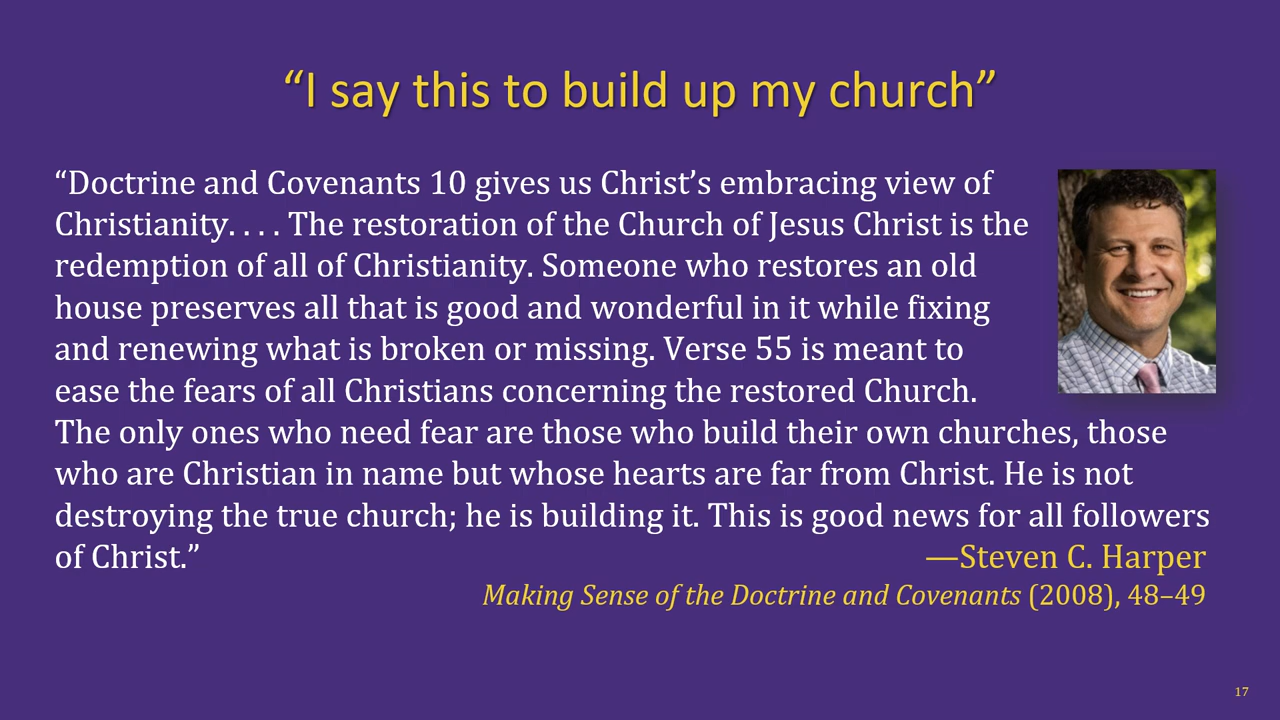 “I say this to build up my church”
“Doctrine and Covenants 10 gives us Christ’s embracing view of
Christianity. . . . The restoration of the Church of Jesus Christ is the
redemption of all of Christianity. Someone who restores an old
house preserves all that is good and wonderful in it while fixing
and renewing what is broken or missing. Verse 55 is meant to
ease the fears of all Christians concerning the restored Church.
The only ones who need fear are those who build their own churches, those
who are Christian in name but whose hearts are far from Christ. He is not
destroying the true church; he is building it. This is good news for all followers
of Christ.” —Steven C. Harper
Making Sense of the Doctrine and Covenants (2008), 48–49
17